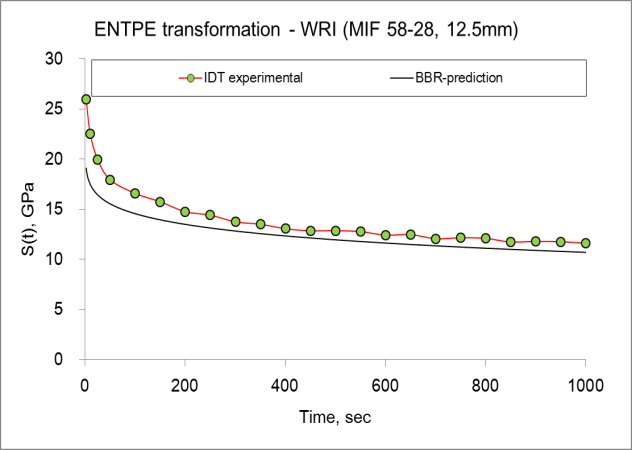 ENTPE transformation - WRI (MIF 58-28, 12.5mm)
30
IDT experimental BBR-prediction
25
20
15
10
5
0
S(t), GPa
0 200 400 600 800 1000
Time, sec